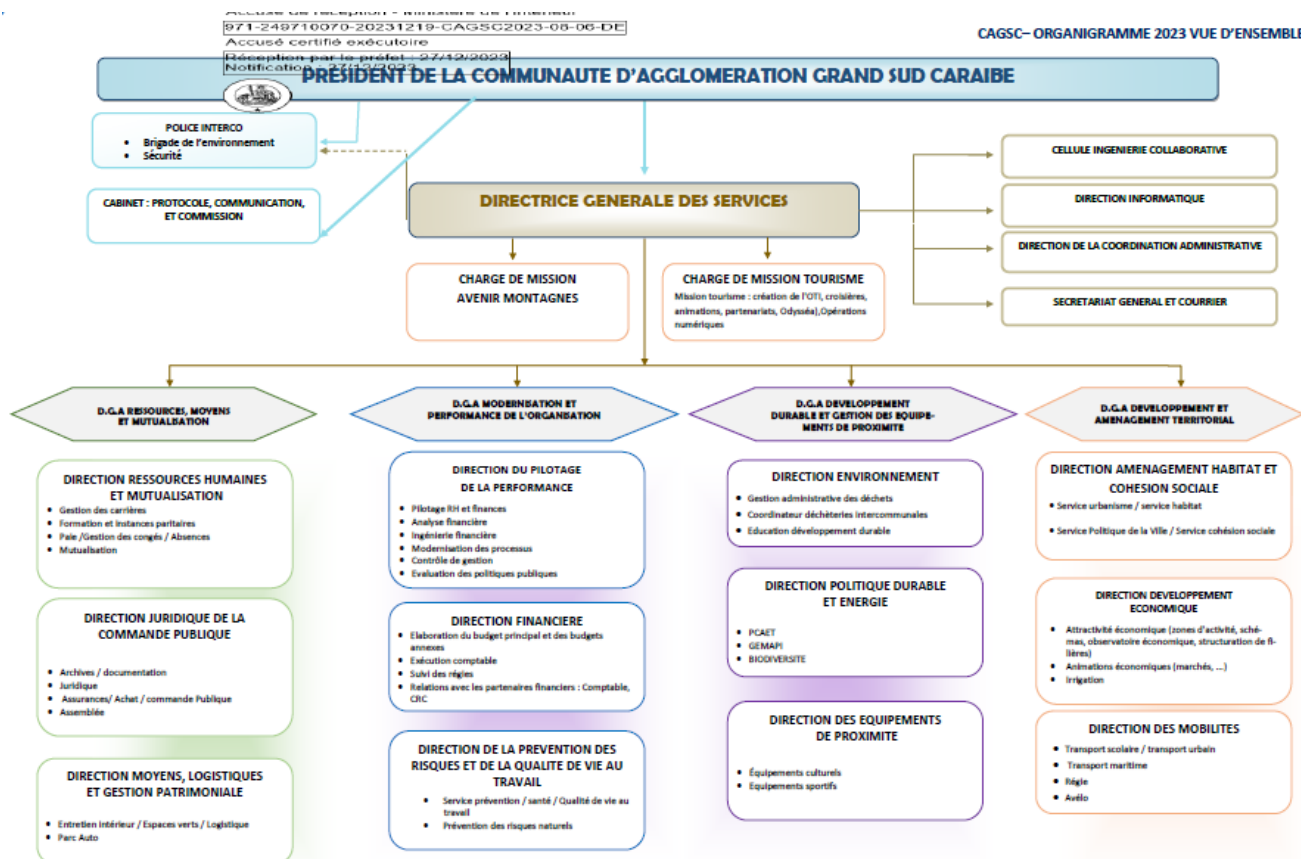 Accusé de réception - Ministère de l'Intérieur
971-249710070-20231219-CAGSC2023-08-06-DE
Accusé certifié exécutoire
Réception par le préfet : 27/12/2023
Notification : 27/12/2023
CAGSC– ORGANIGRAMME 2023 VUE D'ENSEMBLE
PRÉSIDENT DE LA COMMUNAUTE D'AGGLOMERATION GRAND SUD CARAIBE
POLICE INTERCO
• Brigade de l'environnement
• Sécurité
CABINET : PROTOCOLE, COMMUNICATION,
ET COMMISSION
DIRECTRICE GENERALE DES SERVICES
CELLULE INGENIERIE COLLABORATIVE
DIRECTION INFORMATIQUE
DIRECTION DE LA COORDINATION ADMINISTRATIVE
SECRETARIAT GENERAL ET COURRIER
CHARGE DE MISSION
AVENIR MONTAGNES
CHARGE DE MISSION TOURISME
Mission tourisme : création de l'OTI, croisières,
animations, partenariats, Odysséa),Opérations
numériques
D.G.A RESSOURCES, MOYENS
ET MUTUALISATION
DIRECTION RESSOURCES HUMAINES
ET MUTUALISATION
• Gestion des carrières
• Formation et instances paritaires
• Paie /Gestion des congés / Absences
• Mutualisation
DIRECTION JURIDIQUE DE LA
COMMANDE PUBLIQUE
• Archives / documentation
• Juridique
• Assurances/ Achat / commande Publique
• Assemblée
DIRECTION MOYENS, LOGISTIQUES
ET GESTION PATRIMONIALE
• Entretien intérieur / Espaces verts / Logistique
• Parc Auto
D.G.A MODERNISATION ET
PERFORMANCE DE L'ORGANISATION
DIRECTION DU PILOTAGE
DE LA PERFORMANCE
• Pilotage RH et finances
• Analyse financière
• Ingénierie financière
• Modernisation des processus
• Contrôle de gestion
• Evaluation des politiques publiques
DIRECTION FINANCIERE
• Elaboration du budget principal et des budgets
annexes
• Exécution comptable
• Suivi des régies
• Relations avec les partenaires financiers : Comptable,
CRC
DIRECTION DE LA PREVENTION DES
RISQUES ET DE LA QUALITE DE VIE AU
TRAVAIL
• Service prévention / santé / Qualité de vie au
travail
• Prévention des risques naturels
D.G.A DEVELOPPEMENT
DURABLE ET GESTION DES EQUIPE-
MENTS DE PROXIMITE
DIRECTION ENVIRONNEMENT
• Gestion administrative des déchets
• Coordinateur déchèteries intercommunales
• Education développement durable
DIRECTION POLITIQUE DURABLE
ET ENERGIE
• PCAET
• GEMAPI
• BIODIVERSITE
DIRECTION DES EQUIPEMENTS
DE PROXIMITE
• Équipements culturels
• Equipements sportifs
D.G.A DEVELOPPEMENT ET
AMENAGEMENT TERRITORIAL
DIRECTION AMENAGEMENT HABITAT ET
COHESION SOCIALE
• Service urbanisme / service habitat
• Service Politique de la Ville / Service cohésion sociale
DIRECTION DEVELOPPEMENT
ECONOMIQUE
• Attractivité économique (zones d'activité, sché-
mas, observatoire économique, structuration de fi-
lières)
• Animations économiques (marchés, ...)
• Irrigation
DIRECTION DES MOBILITES
• Transport scolaire / transport urbain
• Transport maritime
• Régie
• Avélo